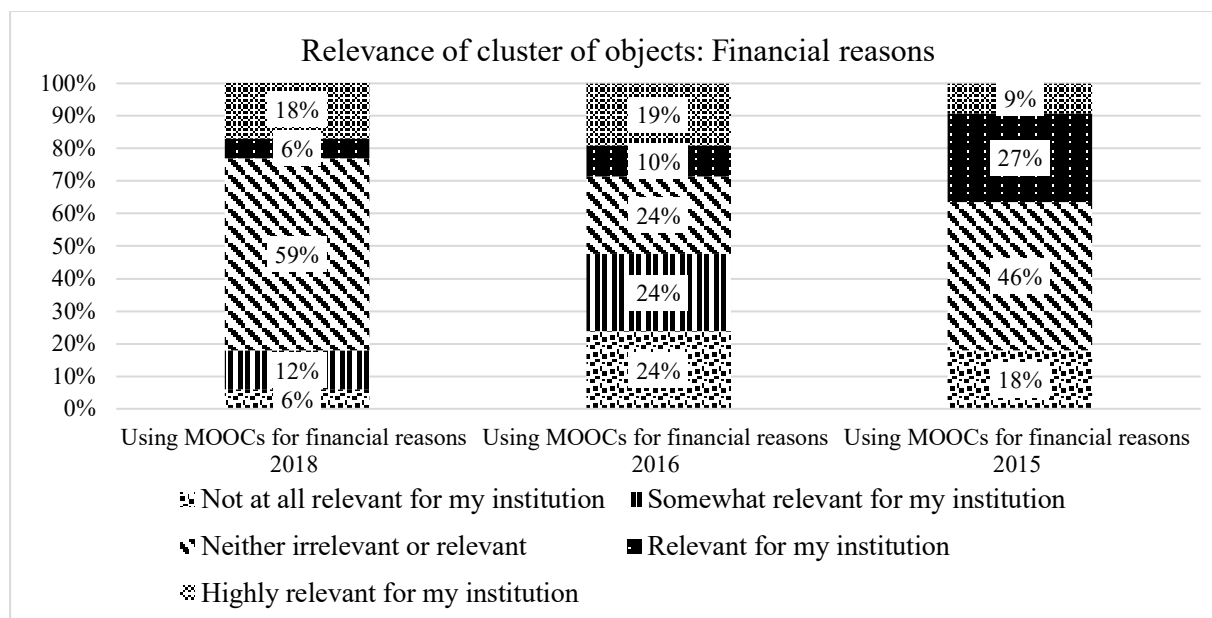 Relevance of cluster of objects: Financial reasons
100%
90%
80%
70%
60%
50%
40%
30%
20%
10%
0%
18%
6%
59%
12%
6%
19%
10%
24%
24%
24%
9%
27%
46%
18%
Using MOOCs for financial reasons 2018
Using MOOCs for financial reasons 2016
Using MOOCs for financial reasons 2015
Not at all relevant for my institution
Somewhat relevant for my institution
Neither irrelevant or relevant
Relevant for my institution
Highly relevant for my institution